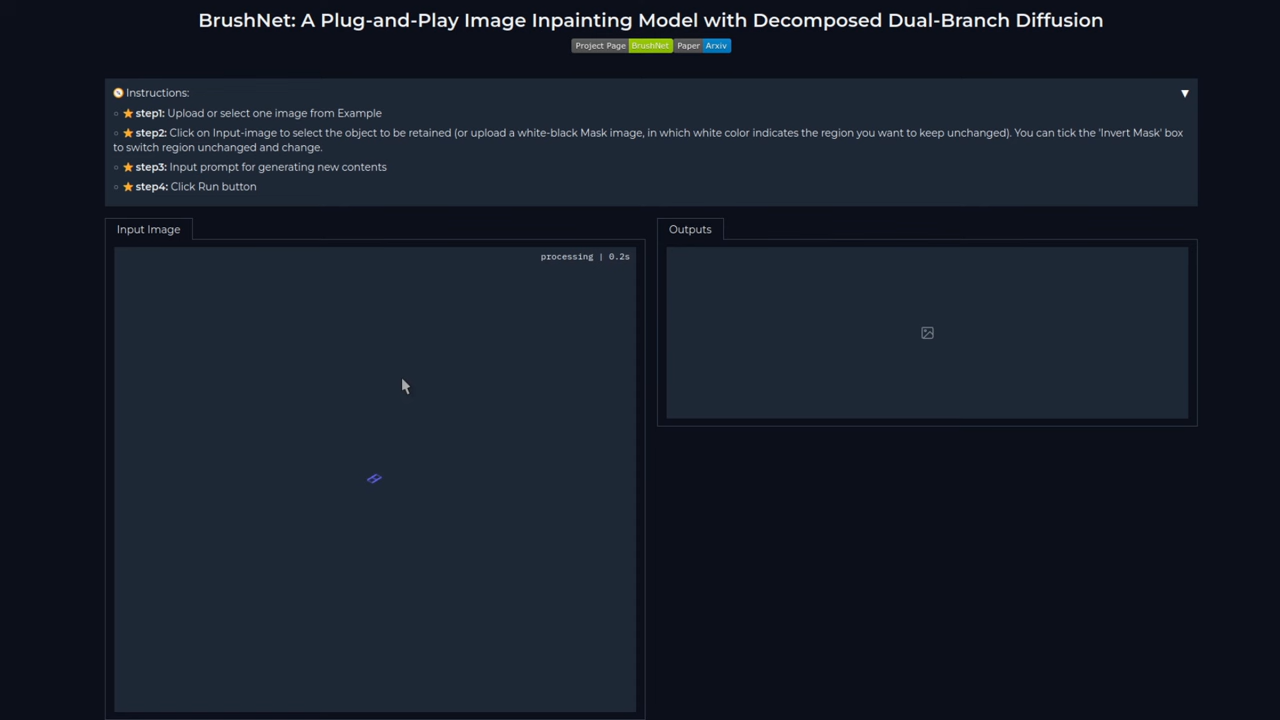 BrushNet: A Plug-and-Play Image Inpainting Model with Decomposed Dual-Branch Diffusion
Project Page BrushNet Paper Arxiv
Instructions:
step1: Upload or select one image from Example
step2: Click on Input-image to select the object to be retained (or upload a white-black Mask image, in which white color indicates the region you want to keep unchanged). You can tick the 'Invert Mask' box
to switch region unchanged and change.
step3: Input prompt for generating new contents
step4: Click Run button
Input Image
Outputs
processing | 0.2s